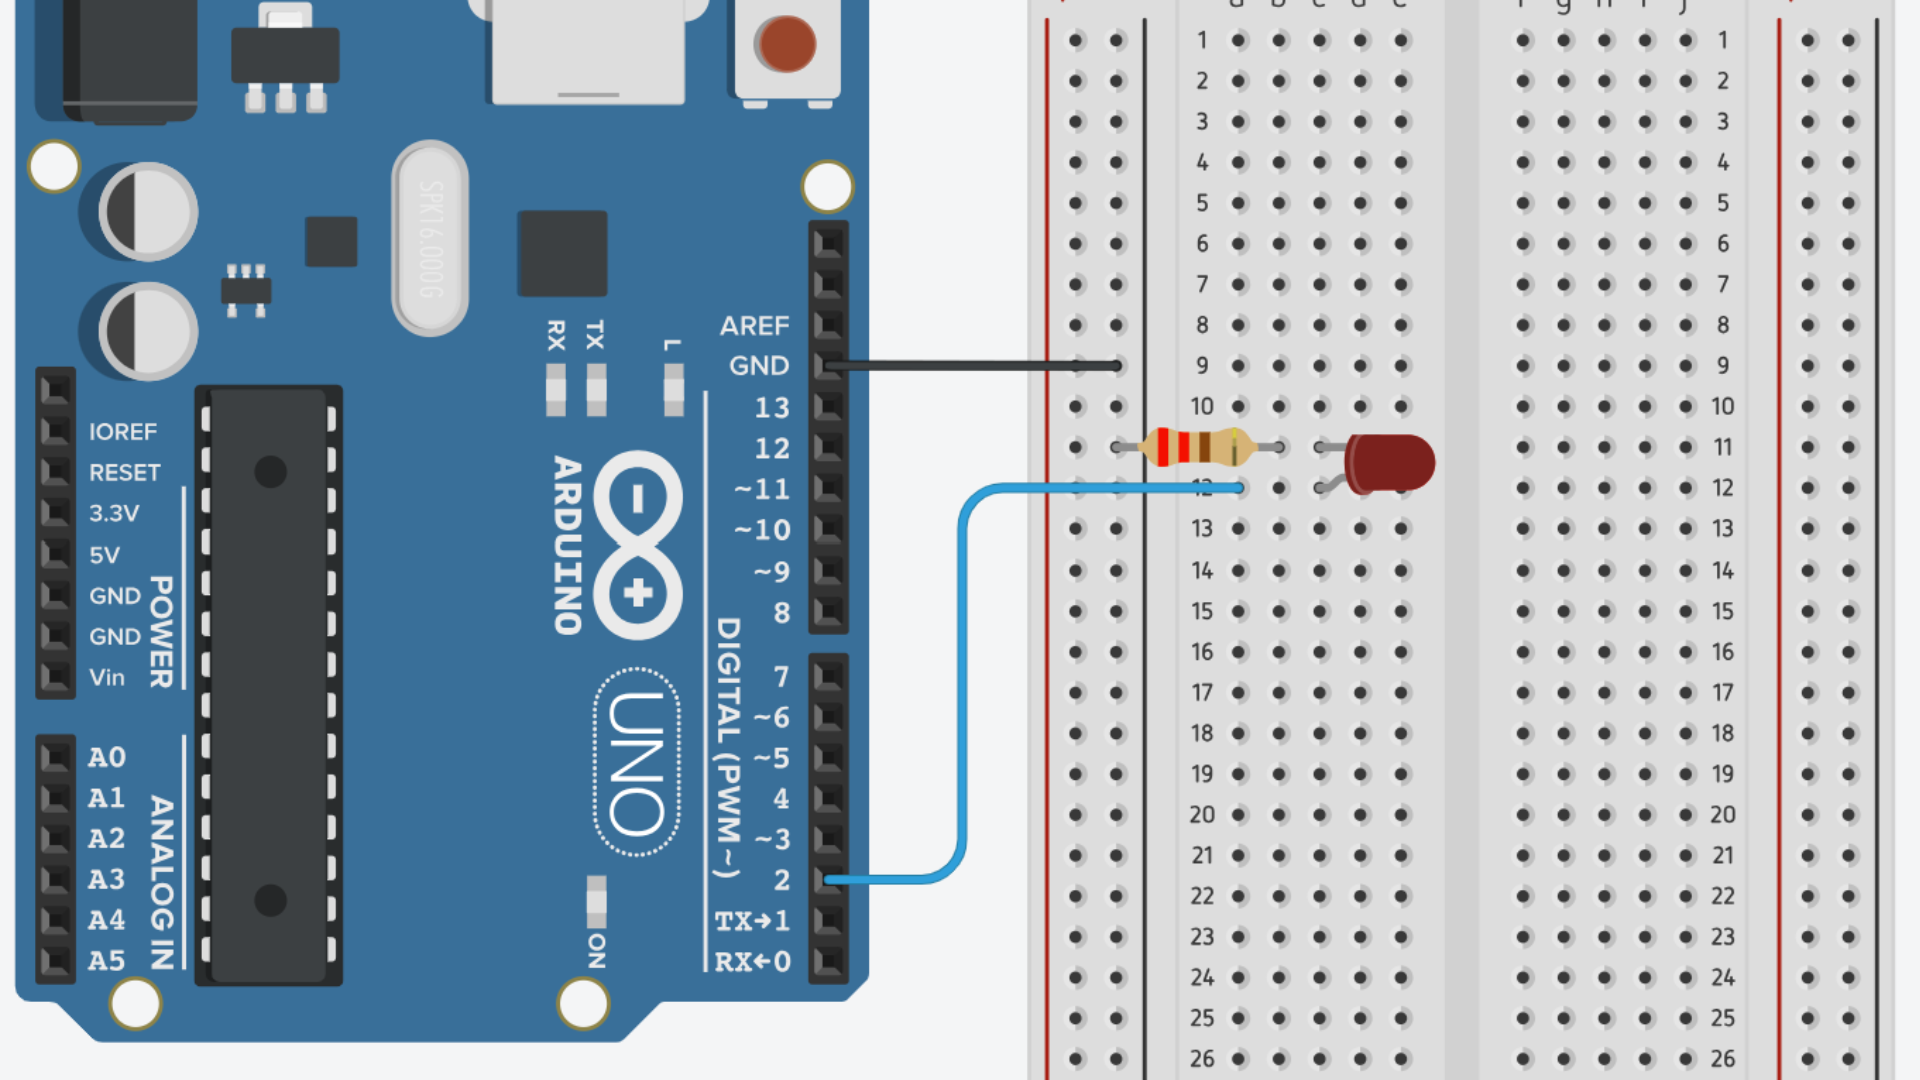 SPK16.000G
RX
TX
L
AREF
GND
13
12
~11
~10
~9
8
7
~6
~5
4
~3
2
TX→1
RX←0
DIGITAL (PWM~)
ARDUINO
UNO
ON
IOREF
RESET
3.3V
5V
GND
GND
Vin
POWER
A0
A1
A2
A3
A4
A5
ANALOG IN
a b c d e f g h i j
1 1
2 2
3 3
4 4
5 5
6 6
7 7
8 8
9 9
10 10
11 11
12 12
13 13
14 14
15 15
16 16
17 17
18 18
19 19
20 20
21 21
22 22
23 23
24 24
25 25
26 26